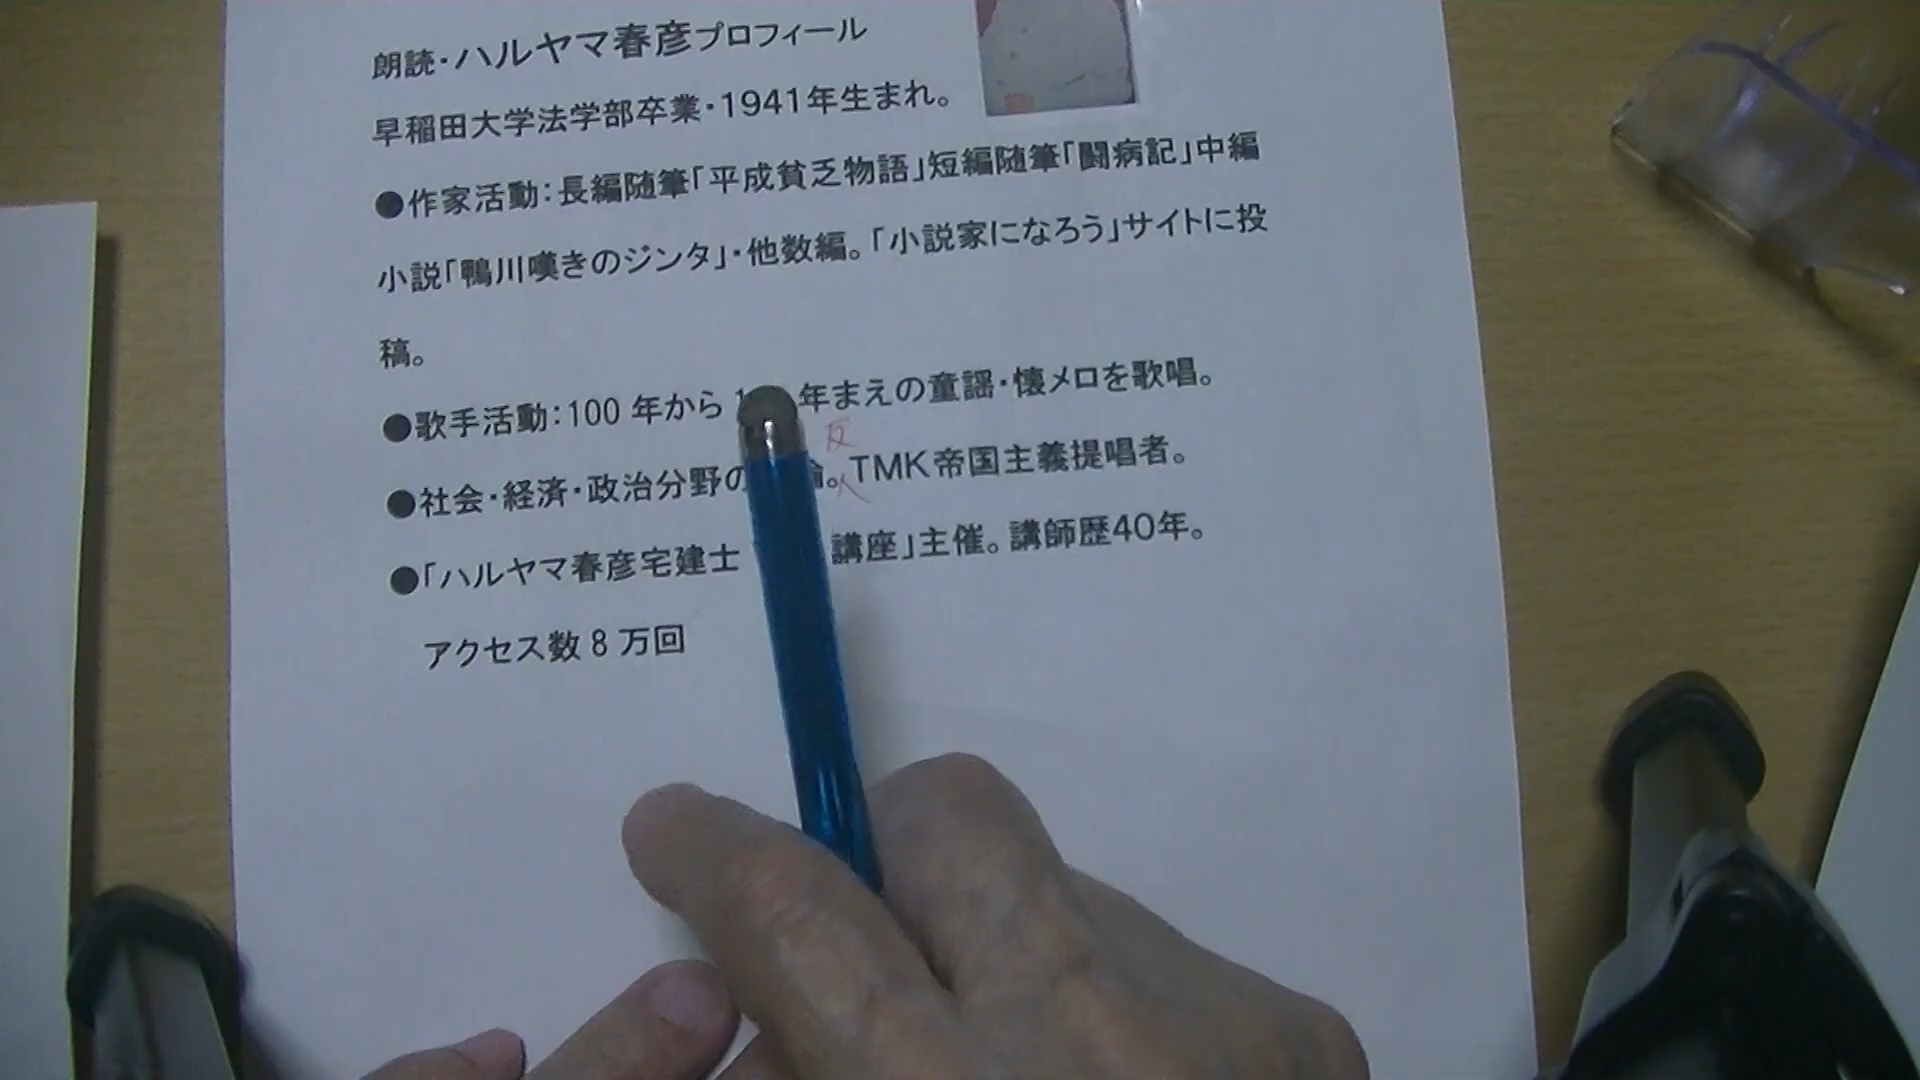 朗読・ハルヤマ春彦プロフィール
早稲田大学法学部卒業・1941年生まれ。
●作家活動：長編随筆「平成貧乏物語」短編随筆「闘病記」中編
小説「鴨川嘆きのジンタ」・他数編。「小説家になろう」サイトに投
稿。
●歌手活動：100年から 年まえの童謡・懐メロを歌唱。
反
●社会・経済・政治分野の 論。TMK帝国主義提唱者。
●「ハルヤマ春彦宅建士 講座」主催。講師歴40年。
アクセス数8万回